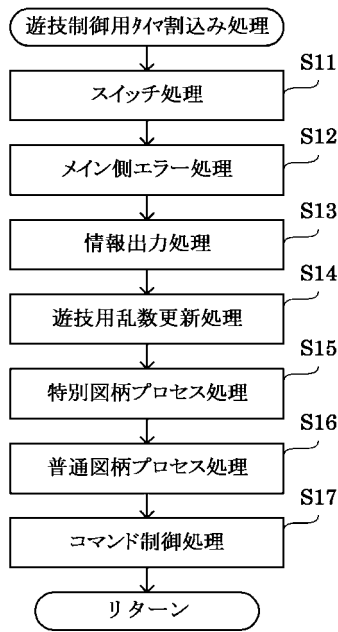 遊技制御用タイマ割込み処理
S11
スイッチ処理
S12
メイン側エラー処理
S13
情報出力処理
S14
遊技用乱数更新処理
S15
特別図柄プロセス処理
S16
普通図柄プロセス処理
S17
コマンド制御処理
リターン